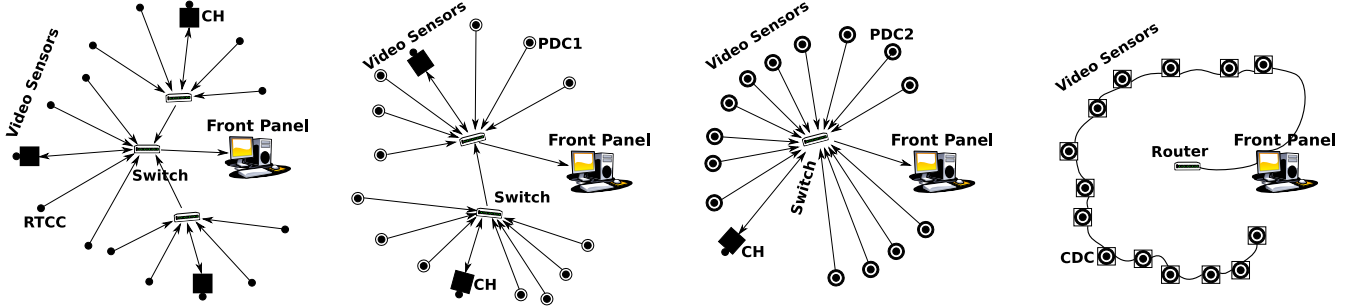 CH
Video Sensors
Front Panel
Switch
RTCC
Video Sensors
PDC1
Front Panel
Switch
CH
Video Sensors
PDC2
Front Panel
Switch
CH
Video Sensors
Router
Front Panel
CDC